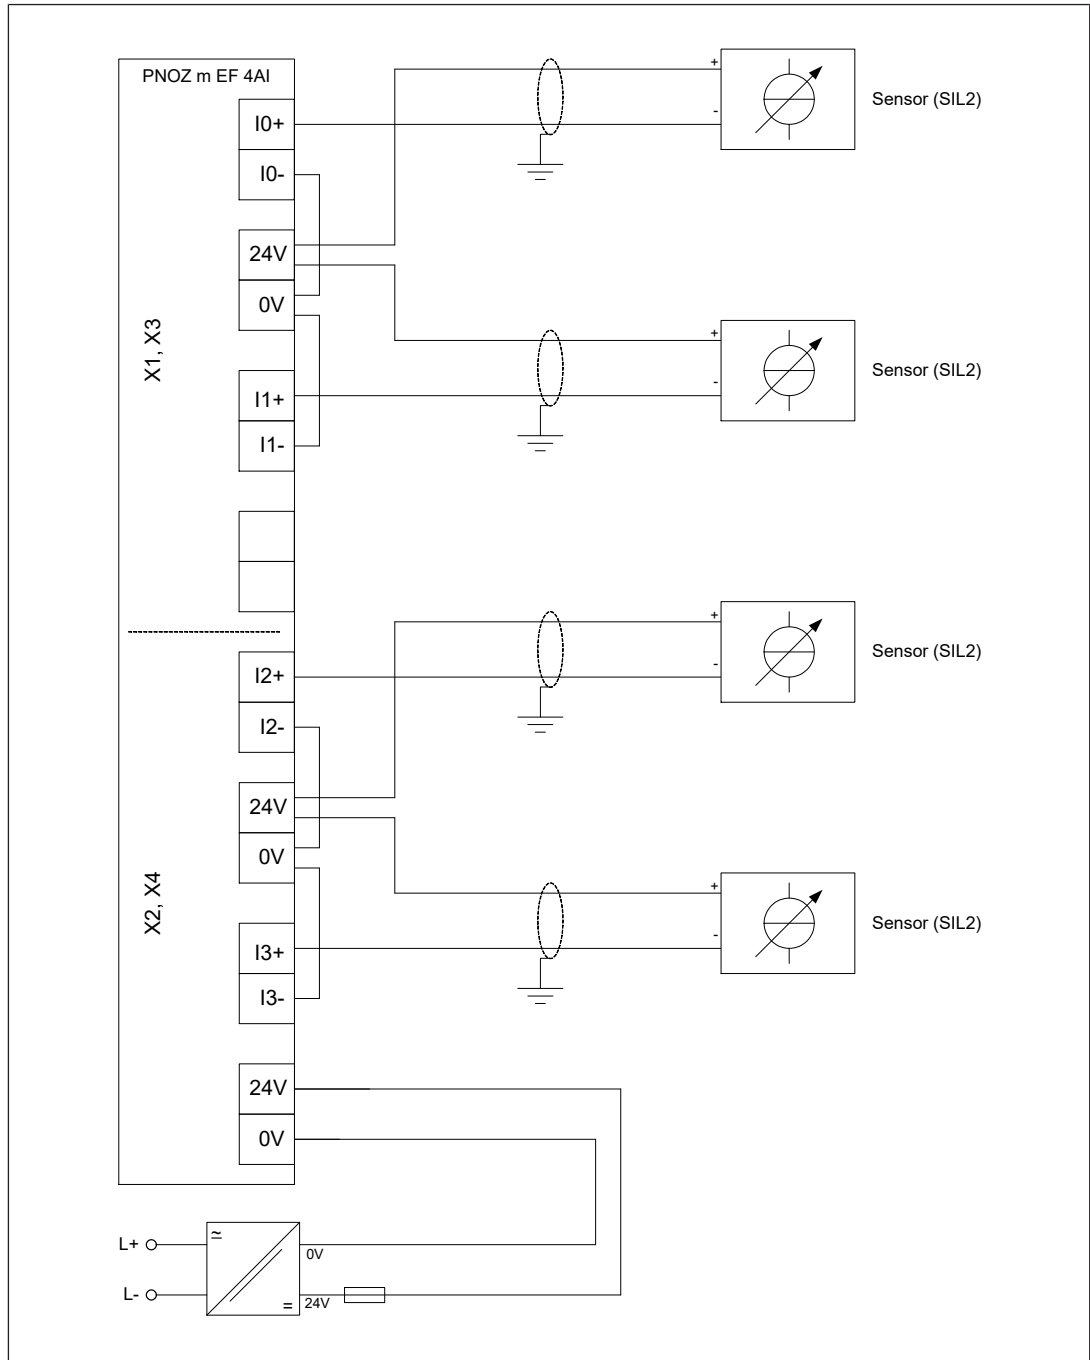 PNOZ m EF 4AI
+
I0+
-
Sensor (SIL2)
I0-
24V
0V
X1, X3
+
I1+
-
Sensor (SIL2)
I1-
+
I2+
-
Sensor (SIL2)
I2-
24V
0V
X2, X4
+
I3+
-
Sensor (SIL2)
I3-
24V
0V
L+
≃
0V
L-
=
24V